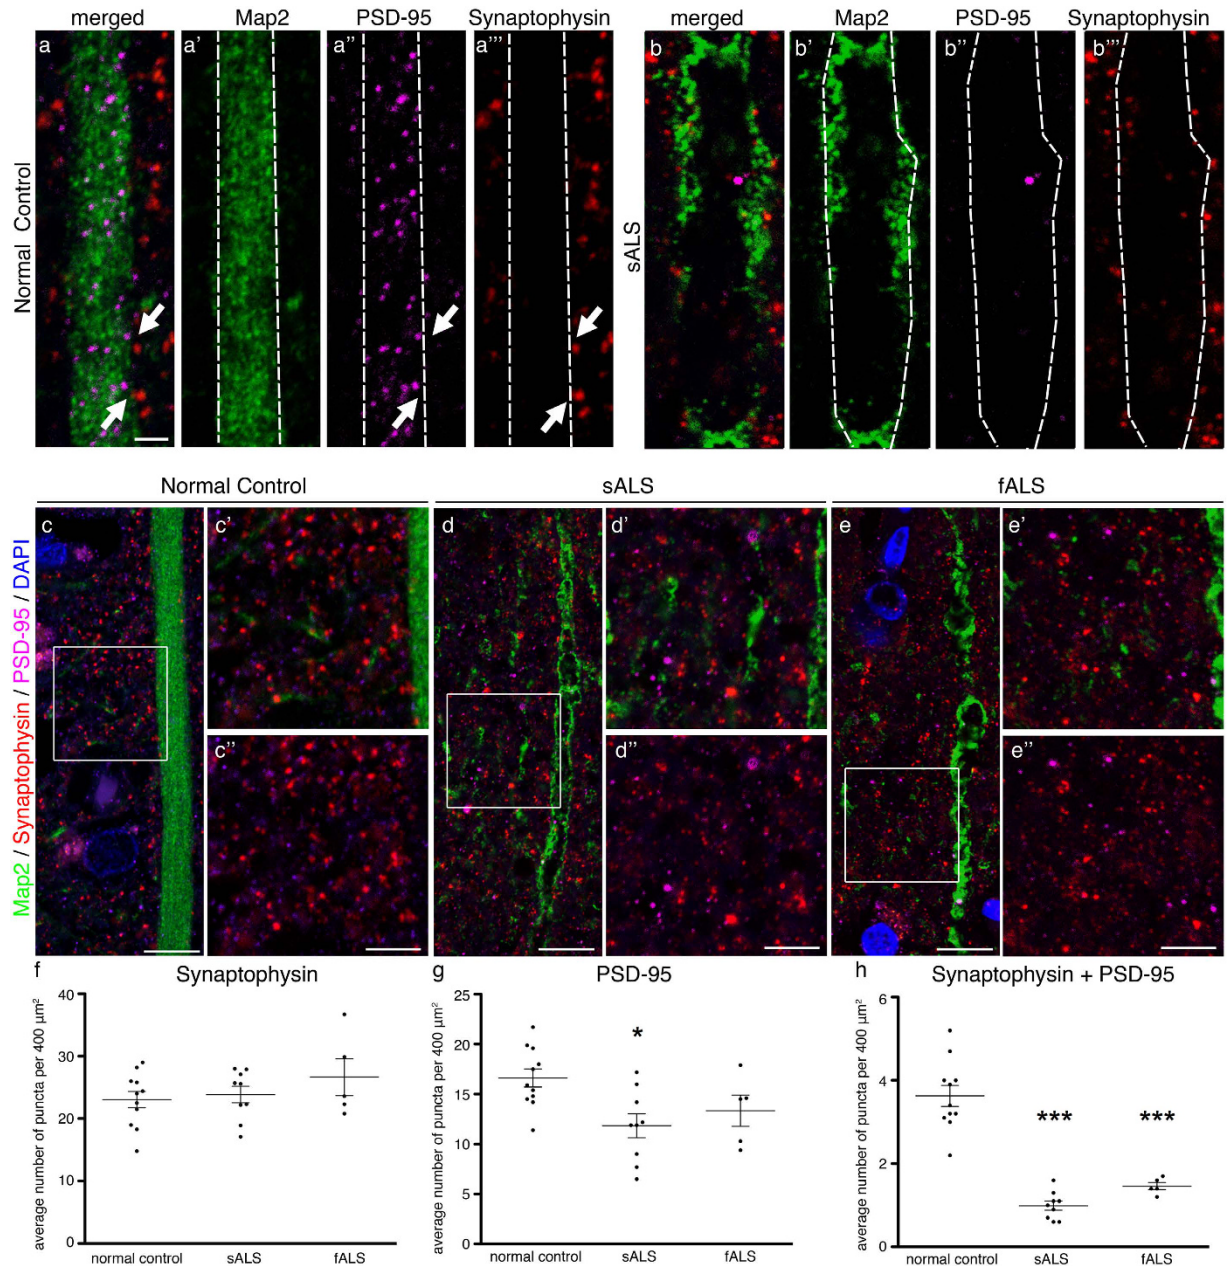 merged Map2 PSD-95 Synaptophysin merged Map2 PSD-95 Synaptophysin
a a' a'' a''' b b' b'' b'''
Normal Control
sALS
Normal Control sALS fALS
c c' d d' e e'
c'' d'' e''
Map2 / Synaptophysin / PSD-95 / DAPI
f Synaptophysin
average number of puncta per 400 µm²
40
30
20
10
0
normal control sALS fALS
g PSD-95
average number of puncta per 400 µm²
25
20
15
10
5
0
*
normal control sALS fALS
h Synaptophysin + PSD-95
average number of puncta per 400 µm²
6
4
2
0
*** ***
normal control sALS fALS